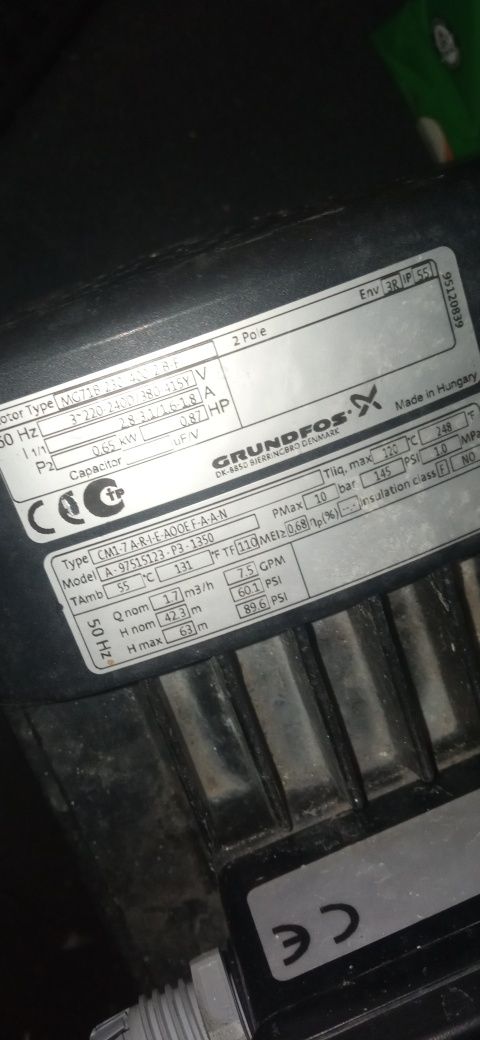 Env 3R IP 55
95120839
2 Pole
Motor Type
50 Hz 3~220-240D/380-415Y V
I 1/1 2.8-3.1/1.6-1.8 A
P2 0.65 kW 0.87 HP
Capacitor uF/V
GRUNDFOS
DK-8850 BJERRINGBRO DENMARK
Made in Hungary
CE
tP
Type CM1-7 A-R-I-E-AQQE F-A-A-N
Model A - 97515123 - P3 - 1350
TAmb 55 °C 131 °F TF 110 MEI≥ 0.68 ηp(%) --.-
Tliq. max 120 °C 248 °F
PMax 10 bar 145 PSI 1.0 MPa
Insulation class F NO
50 Hz
Q nom 1.7 m3/h 7.5 GPM
H nom 42.3 m 60.1 PSI
H max 63 m 89.6 PSI
CE